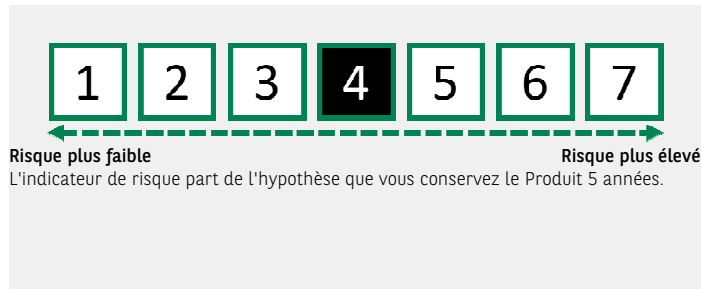 1 2 3 4 5 6 7
Risque plus faible Risque plus élevé
L'indicateur de risque part de l'hypothèse que vous conservez le Produit 5 années.